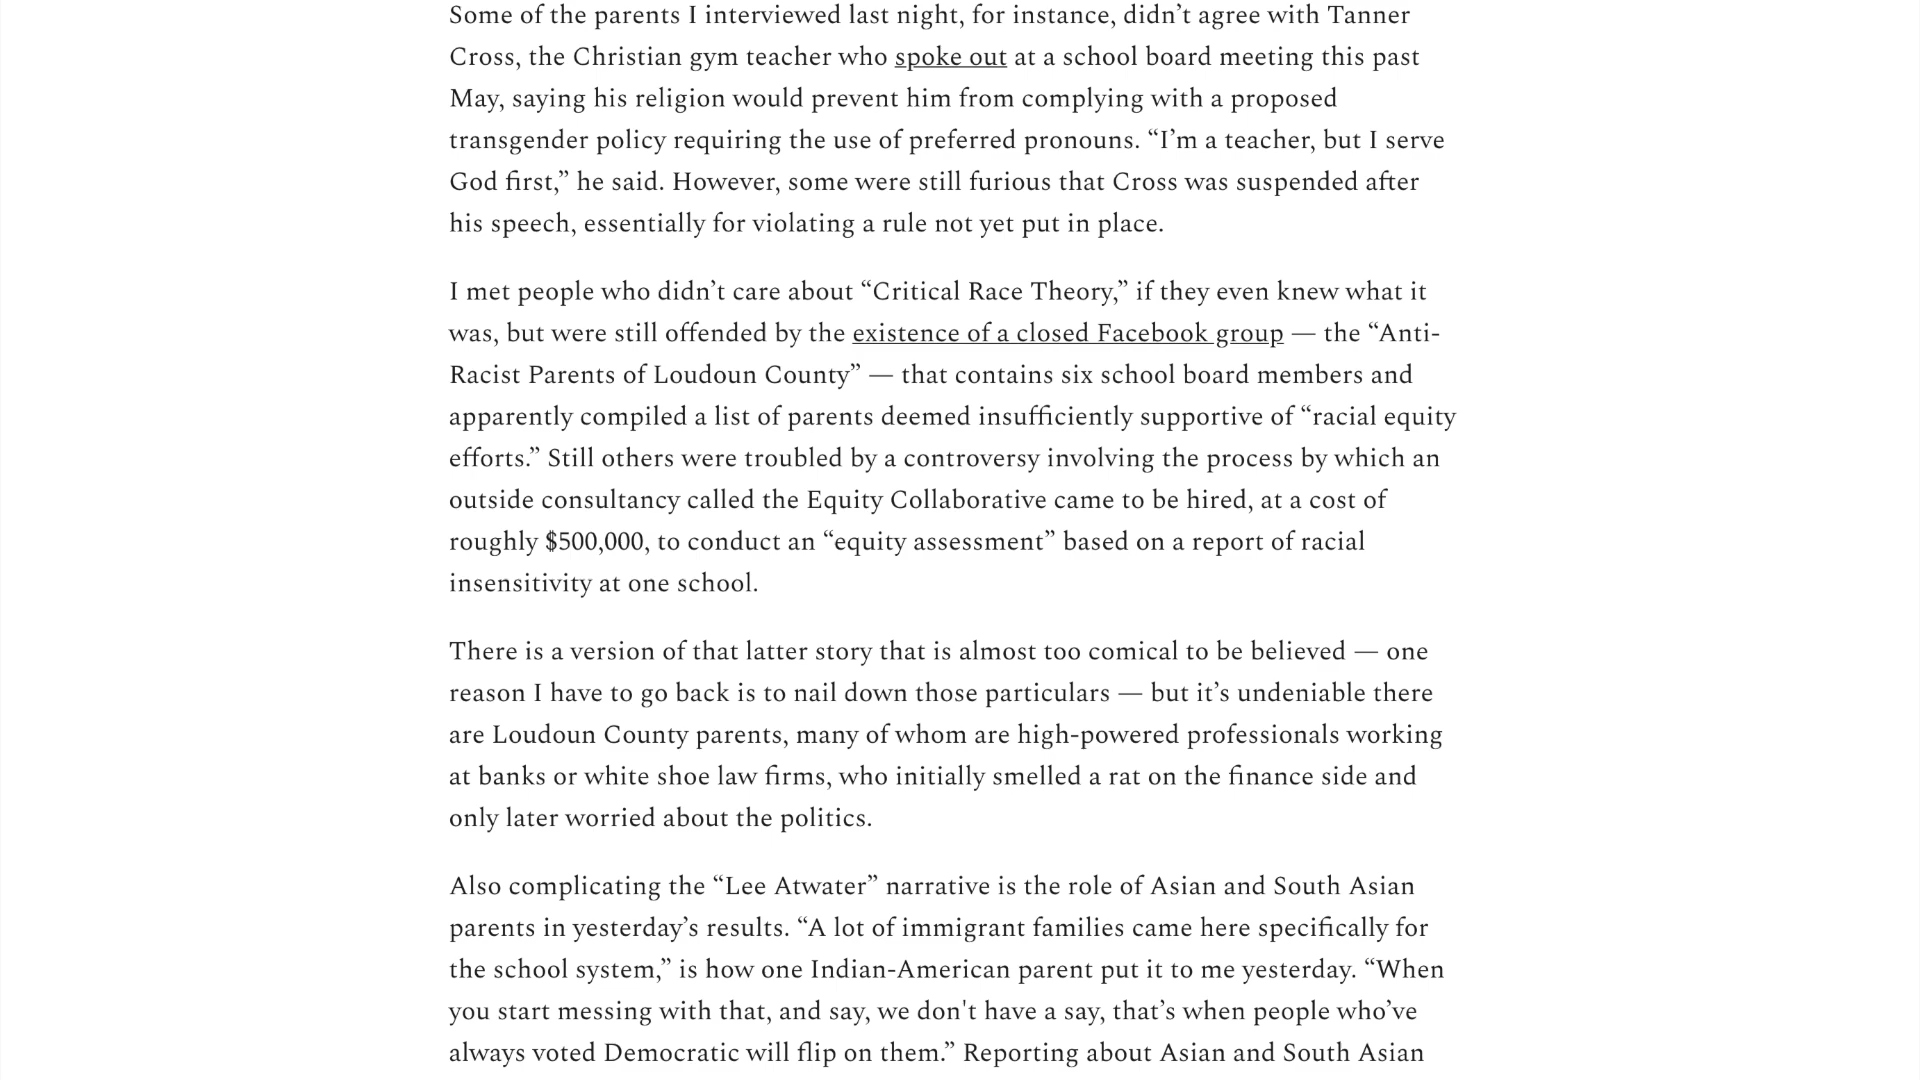 Some of the parents I interviewed last night, for instance, didn’t agree with Tanner
Cross, the Christian gym teacher who spoke out at a school board meeting this past
May, saying his religion would prevent him from complying with a proposed
transgender policy requiring the use of preferred pronouns. “I’m a teacher, but I serve
God first,” he said. However, some were still furious that Cross was suspended after
his speech, essentially for violating a rule not yet put in place.
I met people who didn’t care about “Critical Race Theory,” if they even knew what it
was, but were still offended by the existence of a closed Facebook group — the “Anti-
Racist Parents of Loudoun County” — that contains six school board members and
apparently compiled a list of parents deemed insufficiently supportive of “racial equity
efforts.” Still others were troubled by a controversy involving the process by which an
outside consultancy called the Equity Collaborative came to be hired, at a cost of
roughly $500,000, to conduct an “equity assessment” based on a report of racial
insensitivity at one school.
There is a version of that latter story that is almost too comical to be believed — one
reason I have to go back is to nail down those particulars — but it’s undeniable there
are Loudoun County parents, many of whom are high-powered professionals working
at banks or white shoe law firms, who initially smelled a rat on the finance side and
only later worried about the politics.
Also complicating the “Lee Atwater” narrative is the role of Asian and South Asian
parents in yesterday’s results. “A lot of immigrant families came here specifically for
the school system,” is how one Indian-American parent put it to me yesterday. “When
you start messing with that, and say, we don't have a say, that’s when people who’ve
always voted Democratic will flip on them.” Reporting about Asian and South Asian